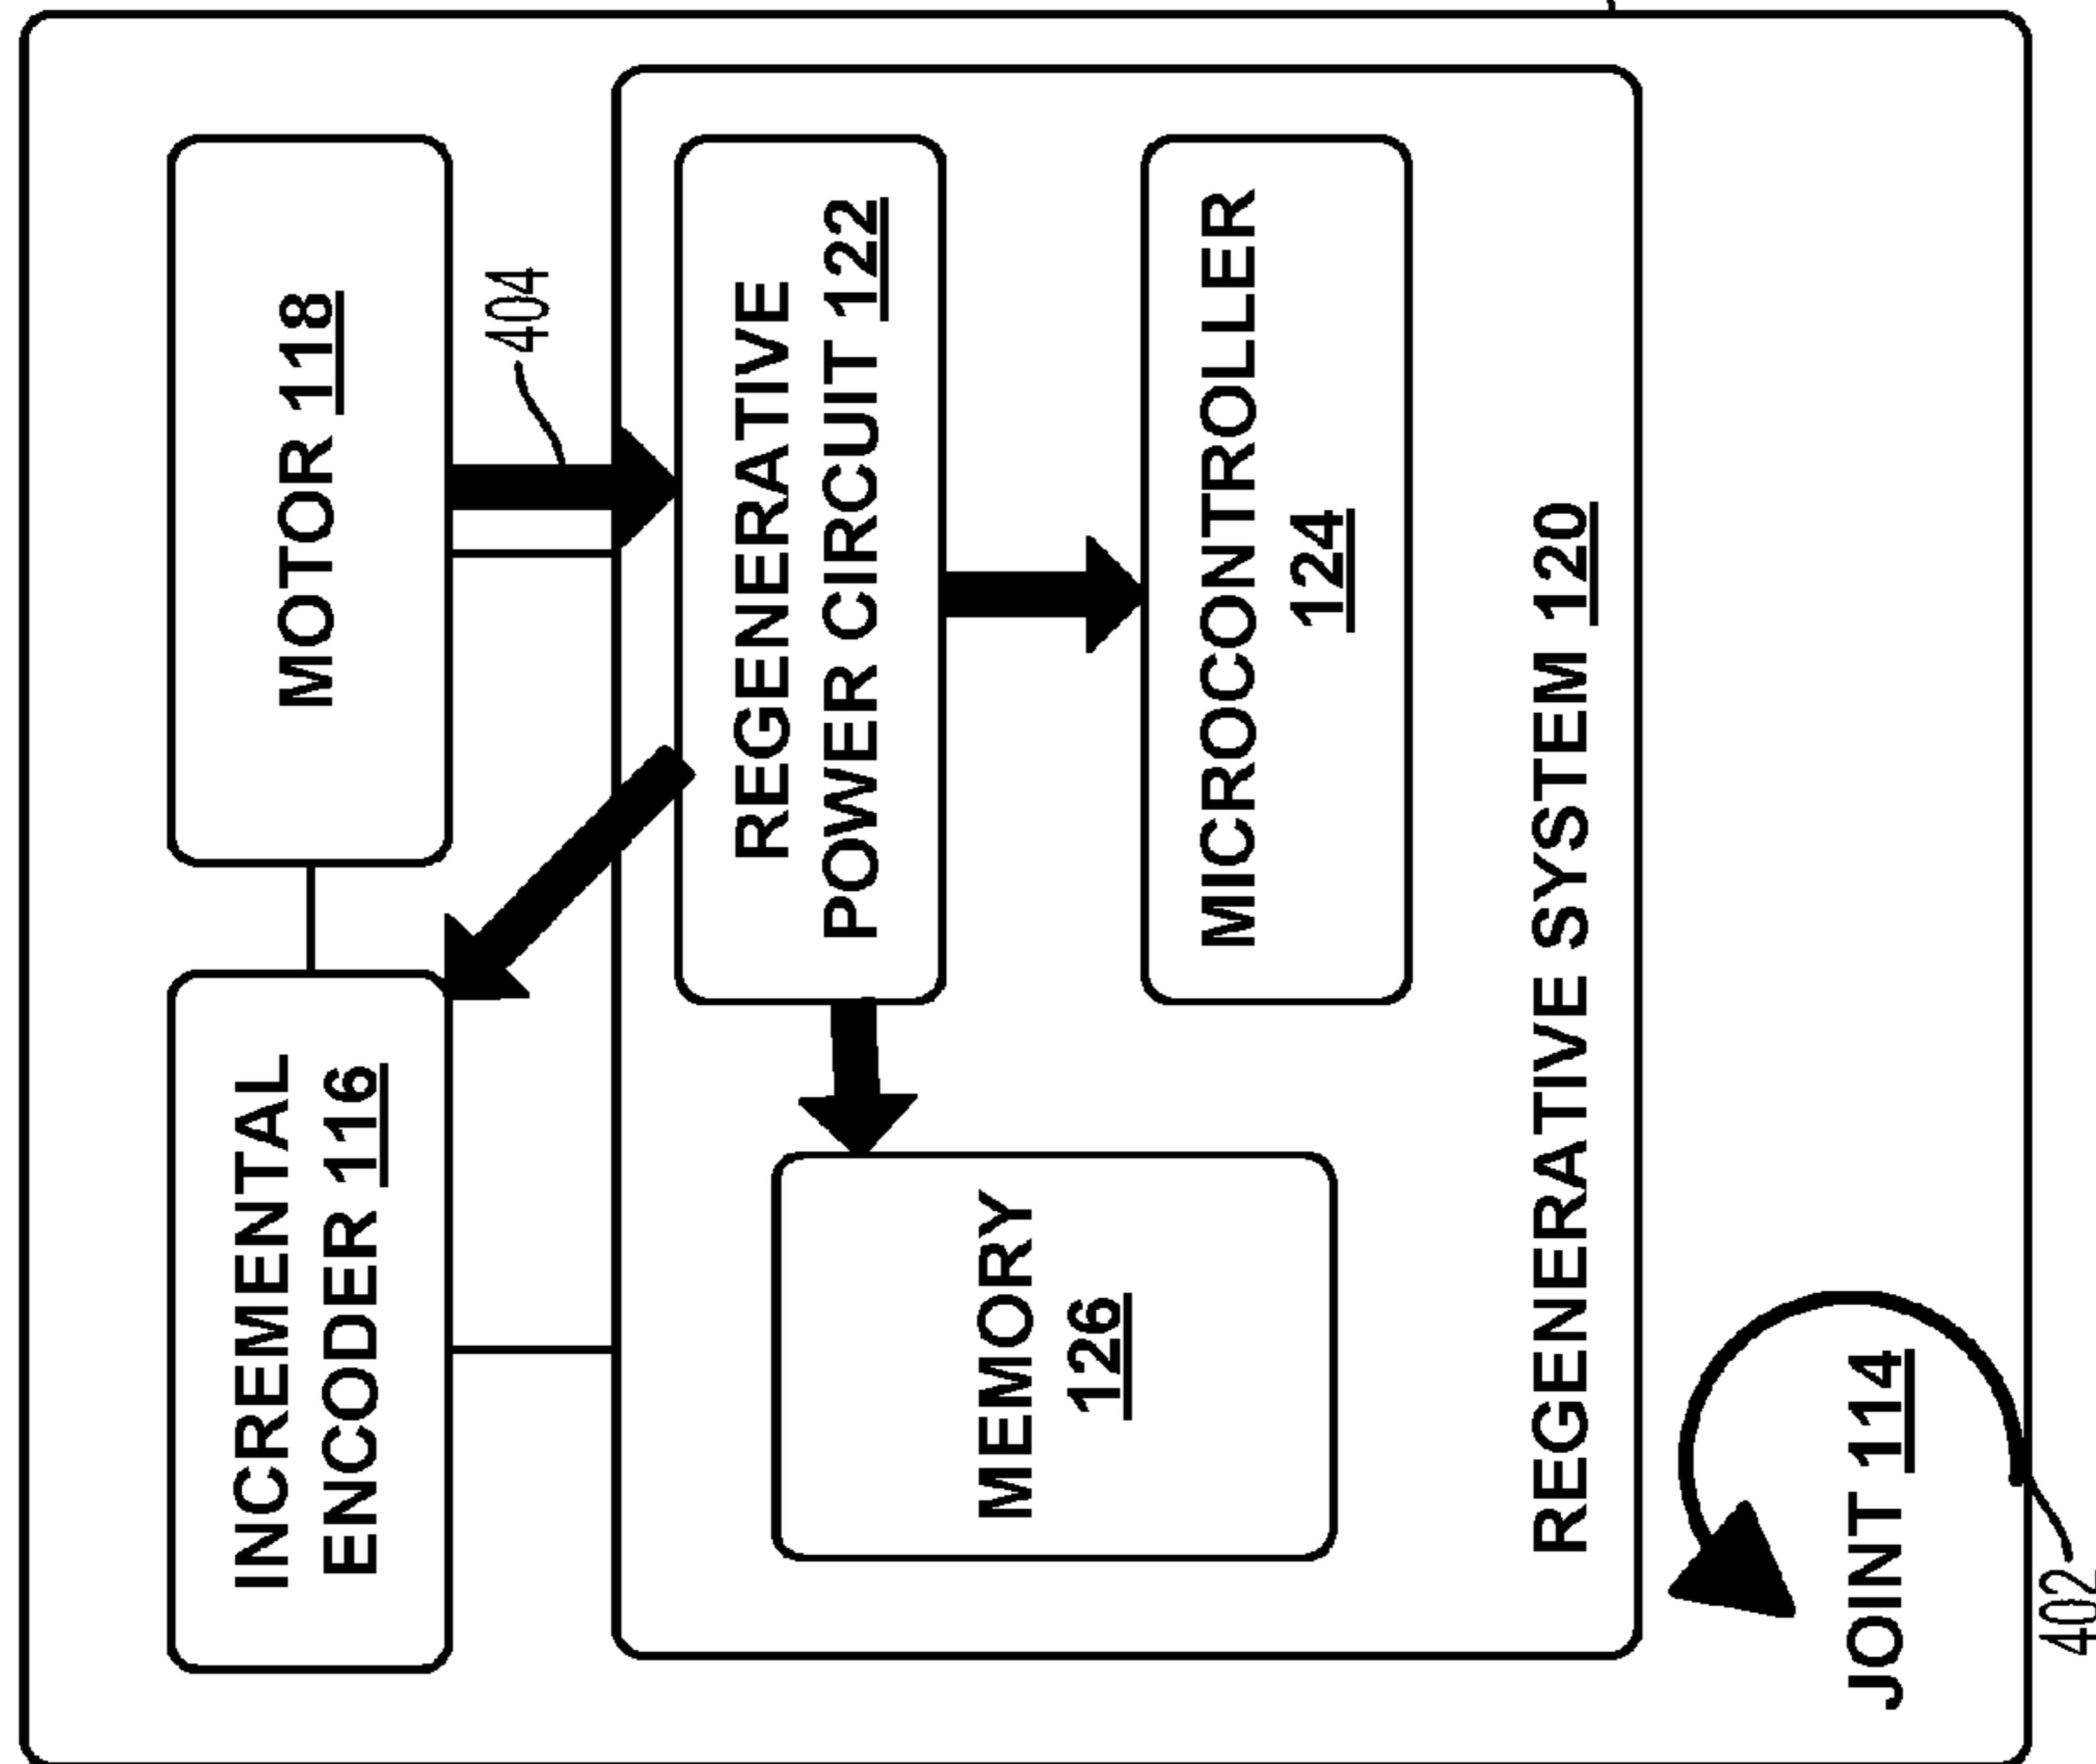 INCREMENTAL
ENCODER 116
MOTOR 118
404
REGENERATIVE
POWER CIRCUIT 122
MEMORY
126
MICROCONTROLLER
124
REGENERATIVE SYSTEM 120
JOINT 114
402